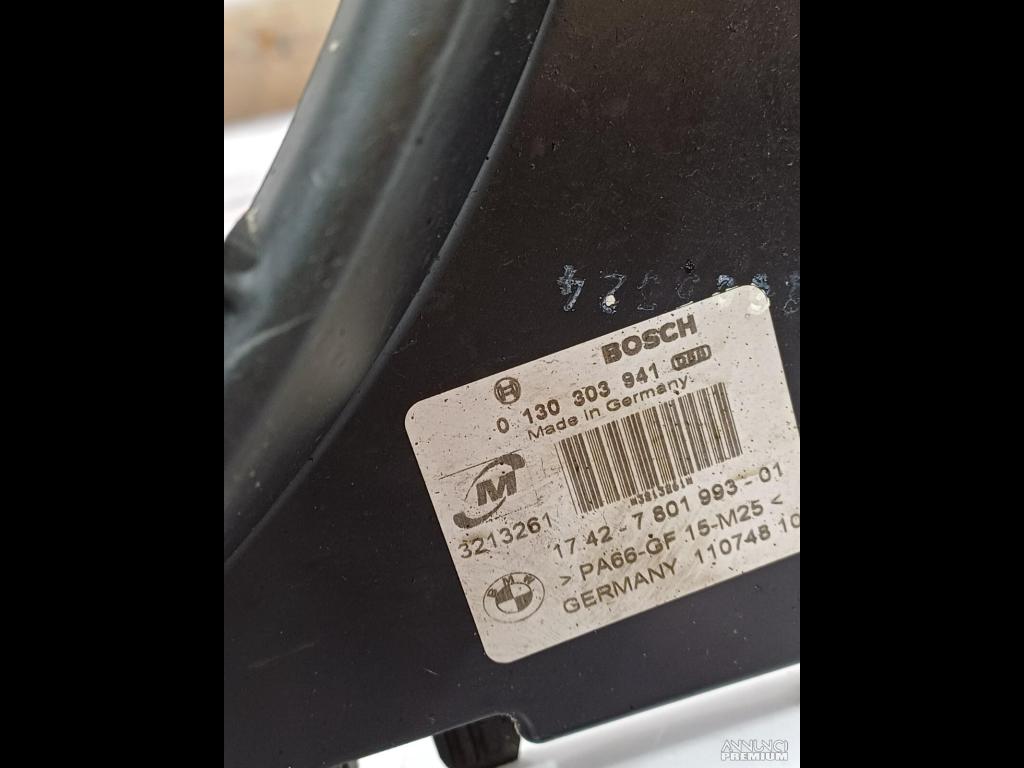 BOSCH
0 130 303 941
Made in Germany
M
3213261
17 42 - 7 801 993 - 01
> PA66-GF 15-M25 <
BMW
GERMANY 110748 10
ANNUNCI
PREMIUM